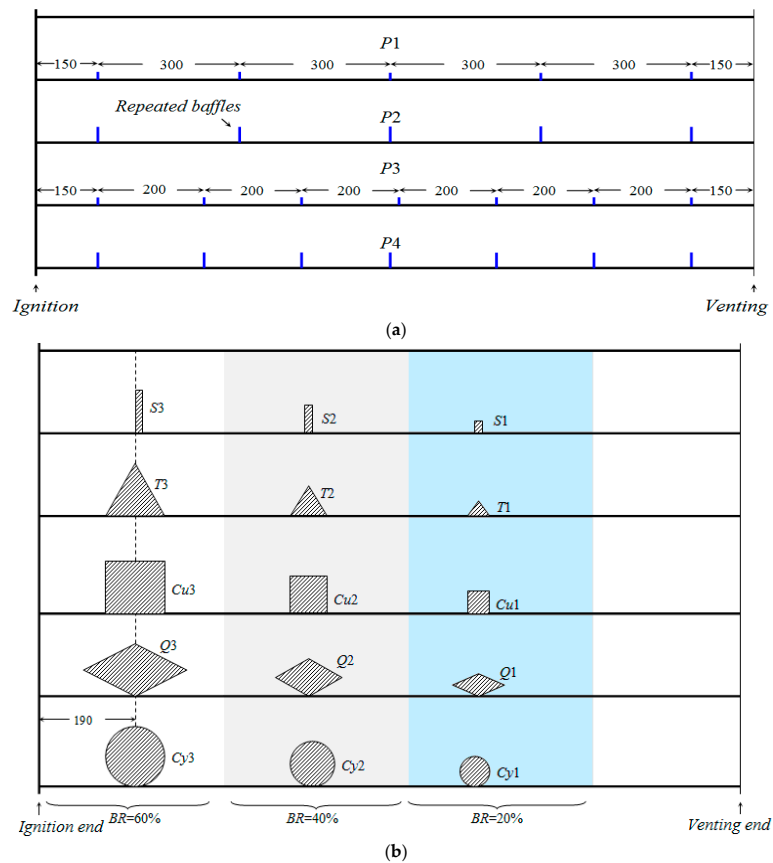 P1
150 300 300 300 300 150
Repeated baffles
P2
P3
150 200 200 200 200 200 200 150
P4
Ignition Venting
(a)
S3 S2 S1
T3 T2 T1
Cu3 Cu2 Cu1
Q3 Q2 Q1
190
Cy3 Cy2 Cy1
Ignition end BR=60% BR=40% BR=20% Venting end
(b)